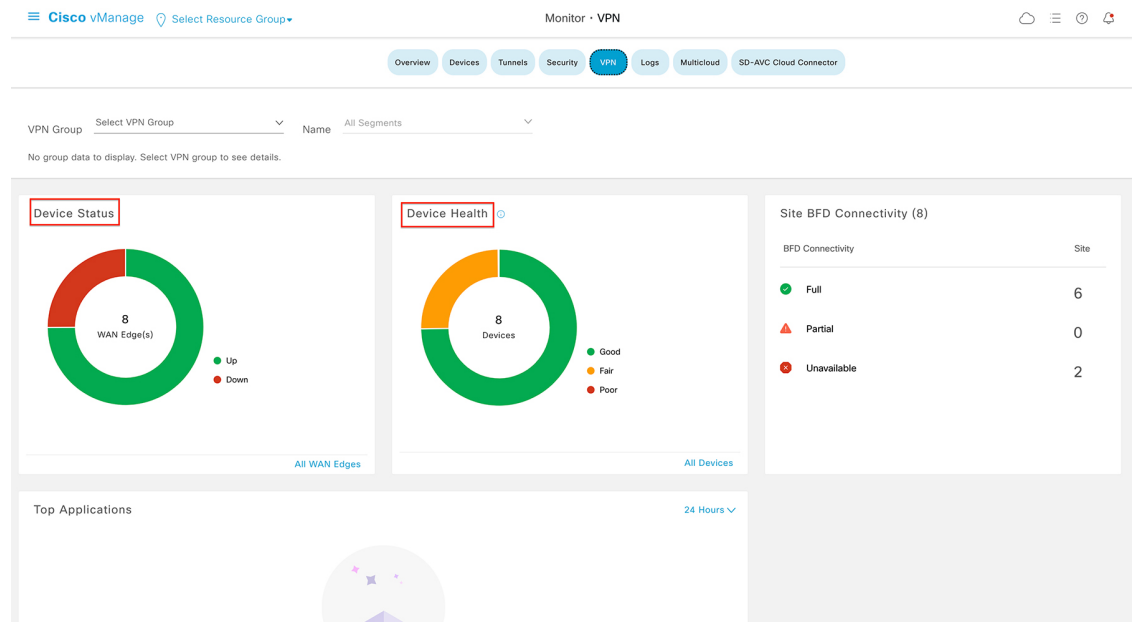 Cisco vManage
Select Resource Group
Monitor · VPN
Overview
Devices
Tunnels
Security
VPN
Logs
Multicloud
SD-AVC Cloud Connector
VPN Group
Select VPN Group
Name
All Segments
No group data to display. Select VPN group to see details.
Device Status
8
WAN Edge(s)
Up
Down
All WAN Edges
Device Health
8
Devices
Good
Fair
Poor
All Devices
Site BFD Connectivity (8)
BFD Connectivity Site
Full 6
Partial 0
Unavailable 2
Top Applications
24 Hours